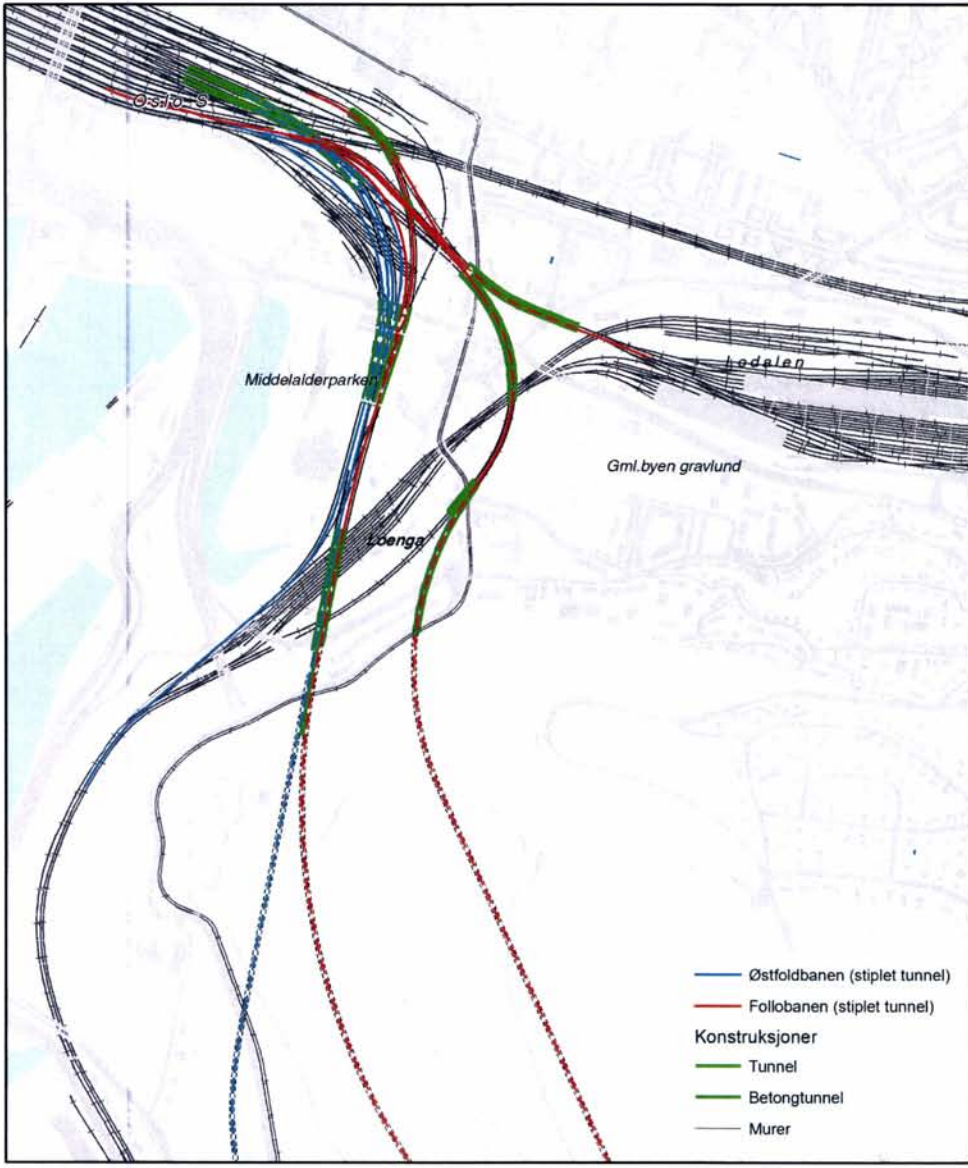 Oslo S
Middelalderparken
Lodalen
Gml.byen gravlund
Loenga
Østfoldbanen (stiplet tunnel)
Follobanen (stiplet tunnel)
Konstruksjoner
Tunnel
Betongtunnel
Murer